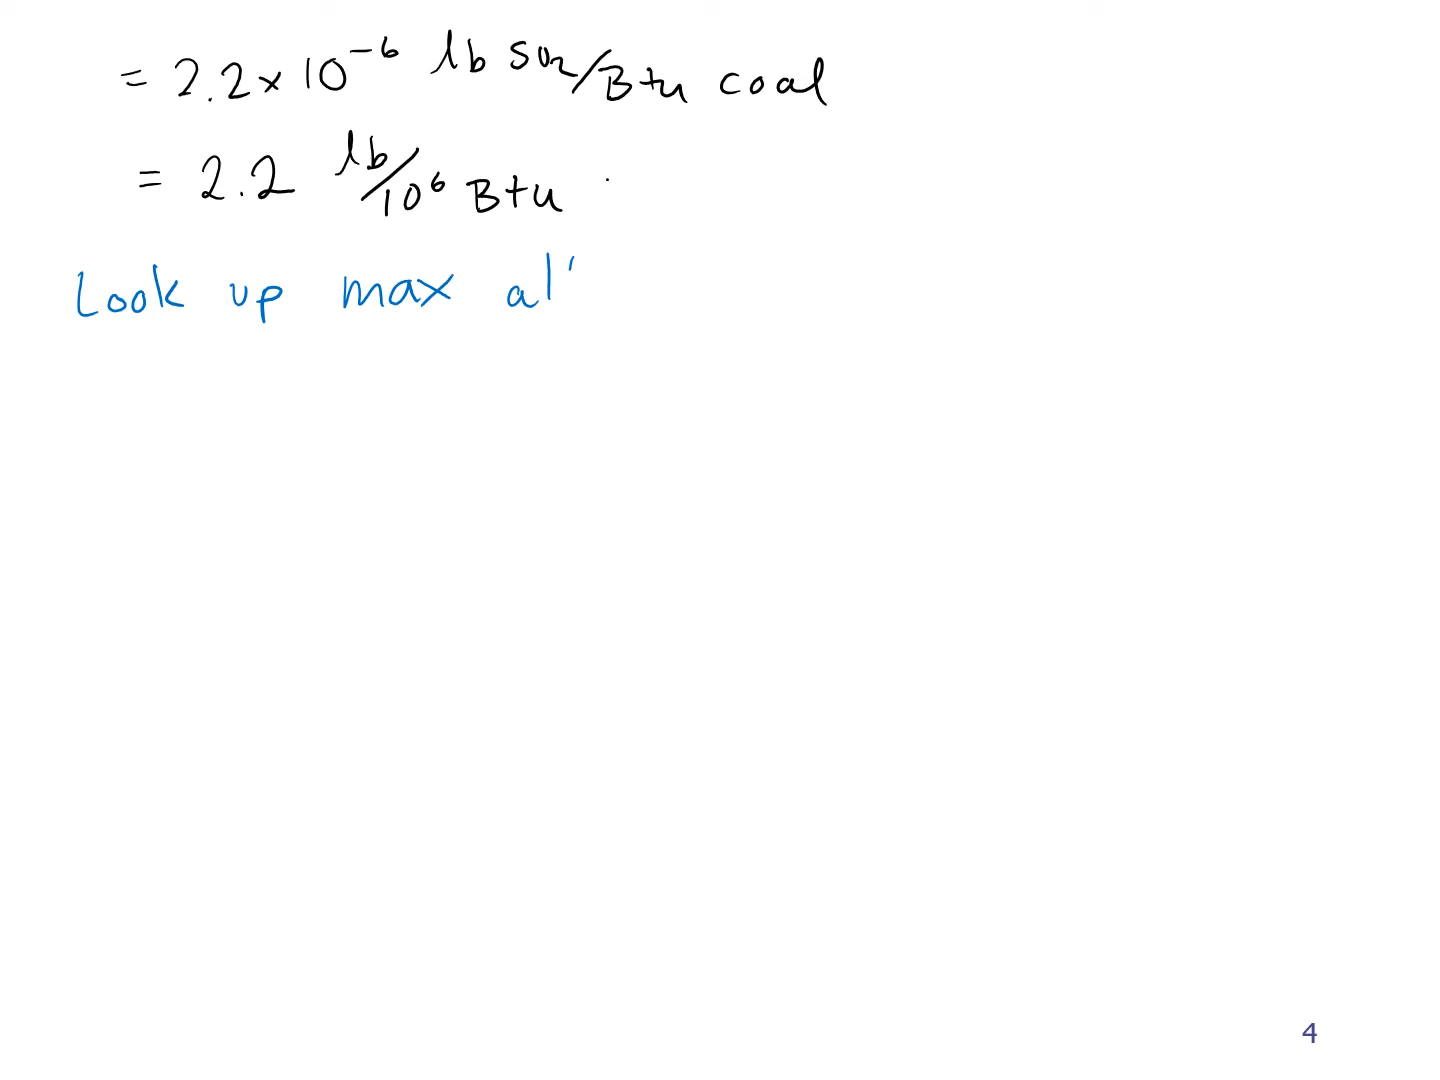 = 2.2 × 10⁻⁶ lb SO₂/Btu coal
= 2.2 lb/10⁶ Btu
Look up max al'
4